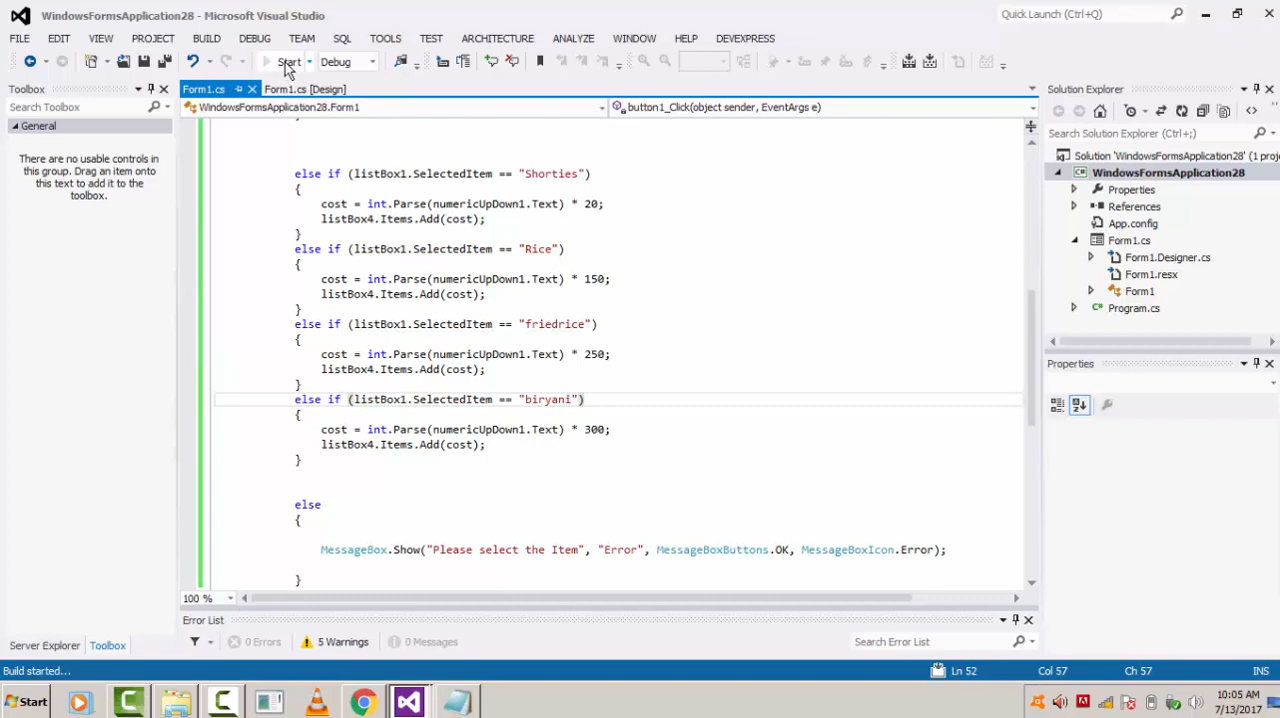 WindowsFormsApplication28 - Microsoft Visual Studio
Quick Launch (Ctrl+Q)
FILE EDIT VIEW PROJECT BUILD DEBUG TEAM SQL TOOLS TEST ARCHITECTURE ANALYZE WINDOW HELP DEVEXPRESS
Start Debug
Toolbox
Search Toolbox
General
There are no usable controls in
this group. Drag an item onto
this text to add it to the
toolbox.
Server Explorer Toolbox
Form1.cs Form1.cs [Design]
WindowsFormsApplication28.Form1 button1_Click(object sender, EventArgs e)
}
else if (listBox1.SelectedItem == "Shorties")
{
cost = int.Parse(numericUpDown1.Text) * 20;
listBox4.Items.Add(cost);
}
else if (listBox1.SelectedItem == "Rice")
{
cost = int.Parse(numericUpDown1.Text) * 150;
listBox4.Items.Add(cost);
}
else if (listBox1.SelectedItem == "friedrice")
{
cost = int.Parse(numericUpDown1.Text) * 250;
listBox4.Items.Add(cost);
}
else if (listBox1.SelectedItem == "biryani")
{
cost = int.Parse(numericUpDown1.Text) * 300;
listBox4.Items.Add(cost);
}
else
{
MessageBox.Show("Please select the Item", "Error", MessageBoxButtons.OK, MessageBoxIcon.Error);
}
100 %
Error List
0 Errors 5 Warnings 0 Messages Search Error List
Solution Explorer
Search Solution Explorer (Ctrl+;)
Solution 'WindowsFormsApplication28' (1 proje
WindowsFormsApplication28
Properties
References
App.config
Form1.cs
Form1.Designer.cs
Form1.resx
Form1
Program.cs
Properties
Build started... Ln 52 Col 57 Ch 57 INS
Start
10:05 AM
7/13/2017